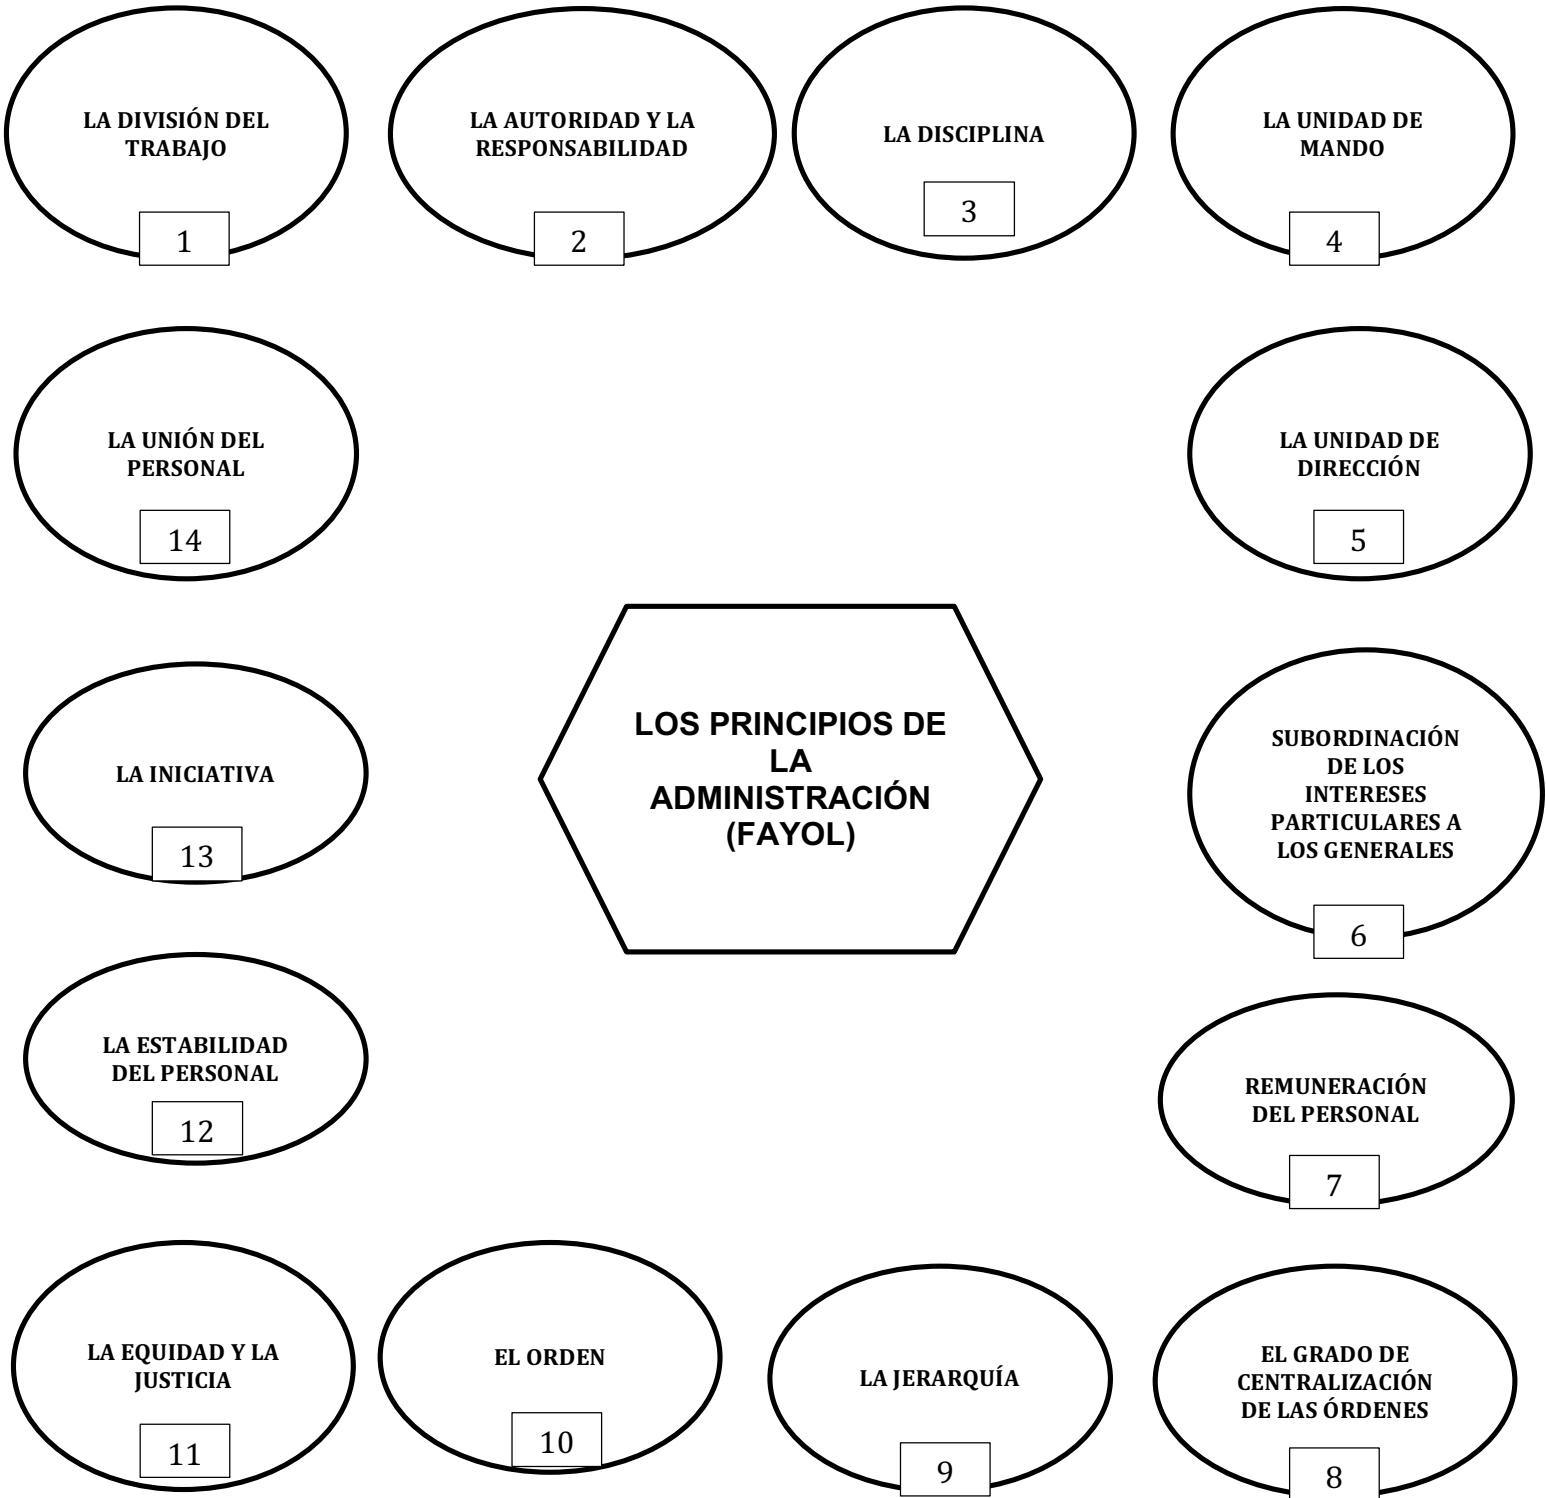 LA DIVISIÓN DEL
TRABAJO
1
LA AUTORIDAD Y LA
RESPONSABILIDAD
2
LA DISCIPLINA
3
LA UNIDAD DE
MANDO
4
LA UNIÓN DEL
PERSONAL
14
LA UNIDAD DE
DIRECCIÓN
5
LOS PRINCIPIOS DE
LA
ADMINISTRACIÓN
(FAYOL)
LA INICIATIVA
13
SUBORDINACIÓN
DE LOS
INTERESES
PARTICULARES A
LOS GENERALES
6
LA ESTABILIDAD
DEL PERSONAL
12
REMUNERACIÓN
DEL PERSONAL
7
LA EQUIDAD Y LA
JUSTICIA
11
EL ORDEN
10
LA JERARQUÍA
9
EL GRADO DE
CENTRALIZACIÓN
DE LAS ÓRDENES
8